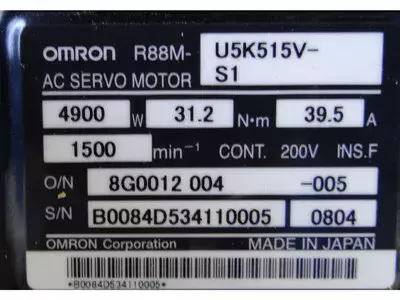 OMRON R88M- U5K515V-
S1
AC SERVO MOTOR
4900 W 31.2 N·m 39.5 A
1500 min⁻¹ CONT. 200V INS.F
O/N 8G0012 004 -005
S/N B0084D534110005 0804
OMRON Corporation MADE IN JAPAN
*B0084D534110005*